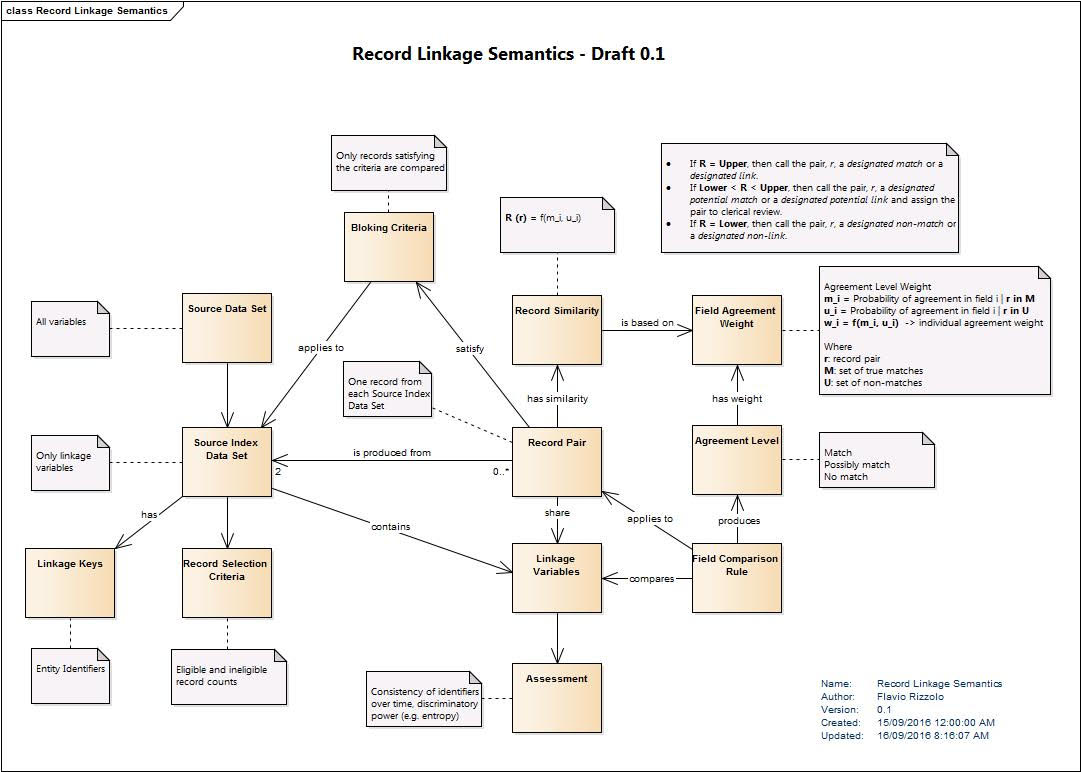 class Record Linkage Semantics
Record Linkage Semantics - Draft 0.1
Only records satisfying
the criteria are compared
• If R = Upper, then call the pair, r, a designated match or a
designated link.
• If Lower < R < Upper, then call the pair, r, a designated
potential match or a designated potential link and assign the
pair to clerical review.
• If R = Lower, then call the pair, r, a designated non-match or
a designated non-link.
R (r) = f(m_i, u_i)
Bloking Criteria
Agreement Level Weight
m_i = Probability of agreement in field i | r in M
u_i = Probability of agreement in field i | r in U
w_i = f(m_i, u_i) -> individual agreement weight
Where
r: record pair
M: set of true matches
U: set of non-matches
All variables
Source Data Set
Record Similarity
is based on
Field Agreement
Weight
applies to
satisfy
One record from
each Source Index
Data Set
has similarity
has weight
Only linkage
variables
Source Index
Data Set
is produced from
2
0..*
Record Pair
Agreement Level
Match
Possibly match
No match
has
contains
share
applies to
produces
Linkage Keys
Record Selection
Criteria
Linkage
Variables
compares
Field Comparison
Rule
Entity Identifiers
Eligible and ineligible
record counts
Consistency of identifiers
over time, discriminatory
power (e.g. entropy)
Assessment
Name: Record Linkage Semantics
Author: Flavio Rizzolo
Version: 0.1
Created: 15/09/2016 12:00:00 AM
Updated: 16/09/2016 8:16:07 AM